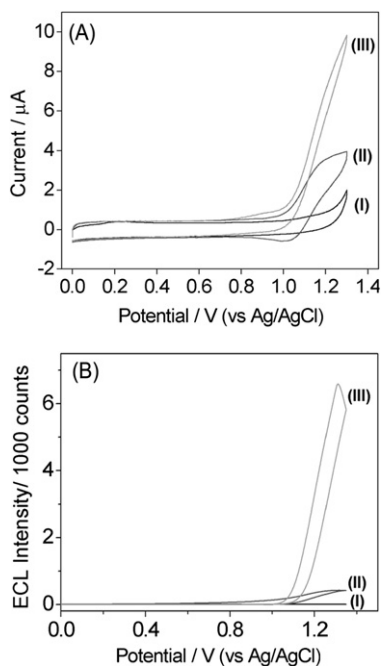 (A)
10
8
6
4
2
0
-2
Current / μA
(III)
(II)
(I)
0.0 0.2 0.4 0.6 0.8 1.0 1.2 1.4
Potential / V (vs Ag/AgCl)
(B)
6
4
2
0
ECL Intensity/ 1000 counts
(III)
(II)
(I)
0.0 0.4 0.8 1.2
Potential / V (vs Ag/AgCl)